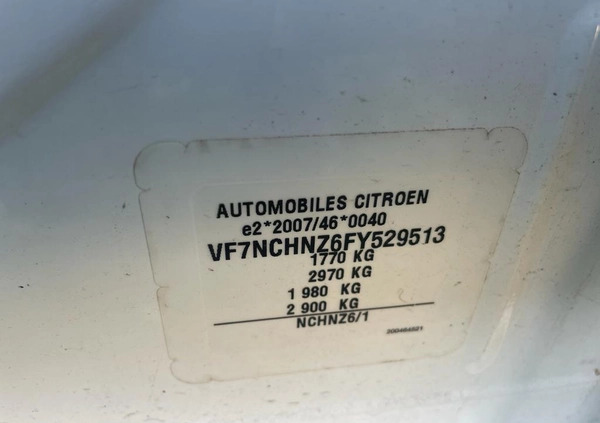 AUTOMOBILES CITROEN
e2*2007/46*0040
VF7NCHNZ6FY529513
1770 KG
2970 KG
1 980 KG
2 900 KG
NCHNZ6/1